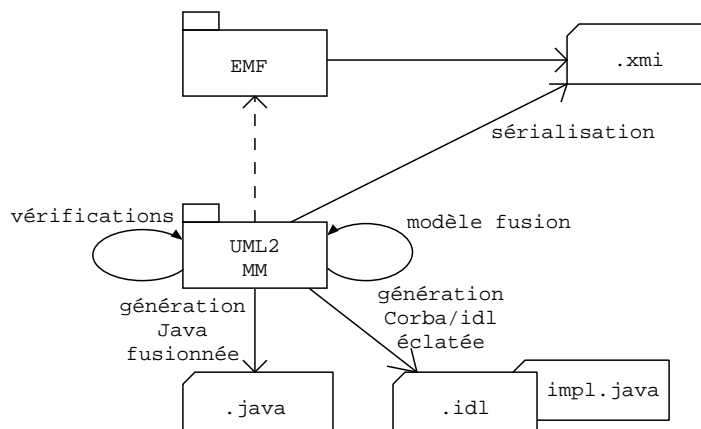 EMF
.xmi
sérialisation
vérifications
modèle fusion
UML2
MM
génération
Java
fusionnée
génération
Corba/idl
éclatée
.java
.idl
impl.java